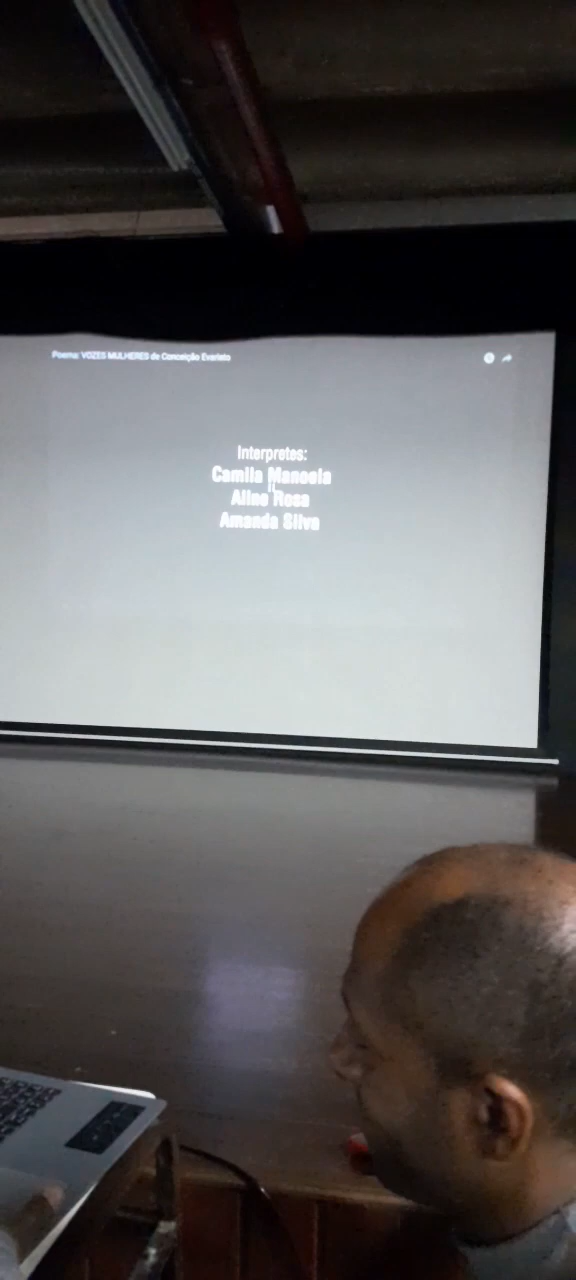 Poema: VOZES MULHERES de Conceição Evaristo
Interpretes:
Camila Manoela
Aline Rosa
Amanda Silva